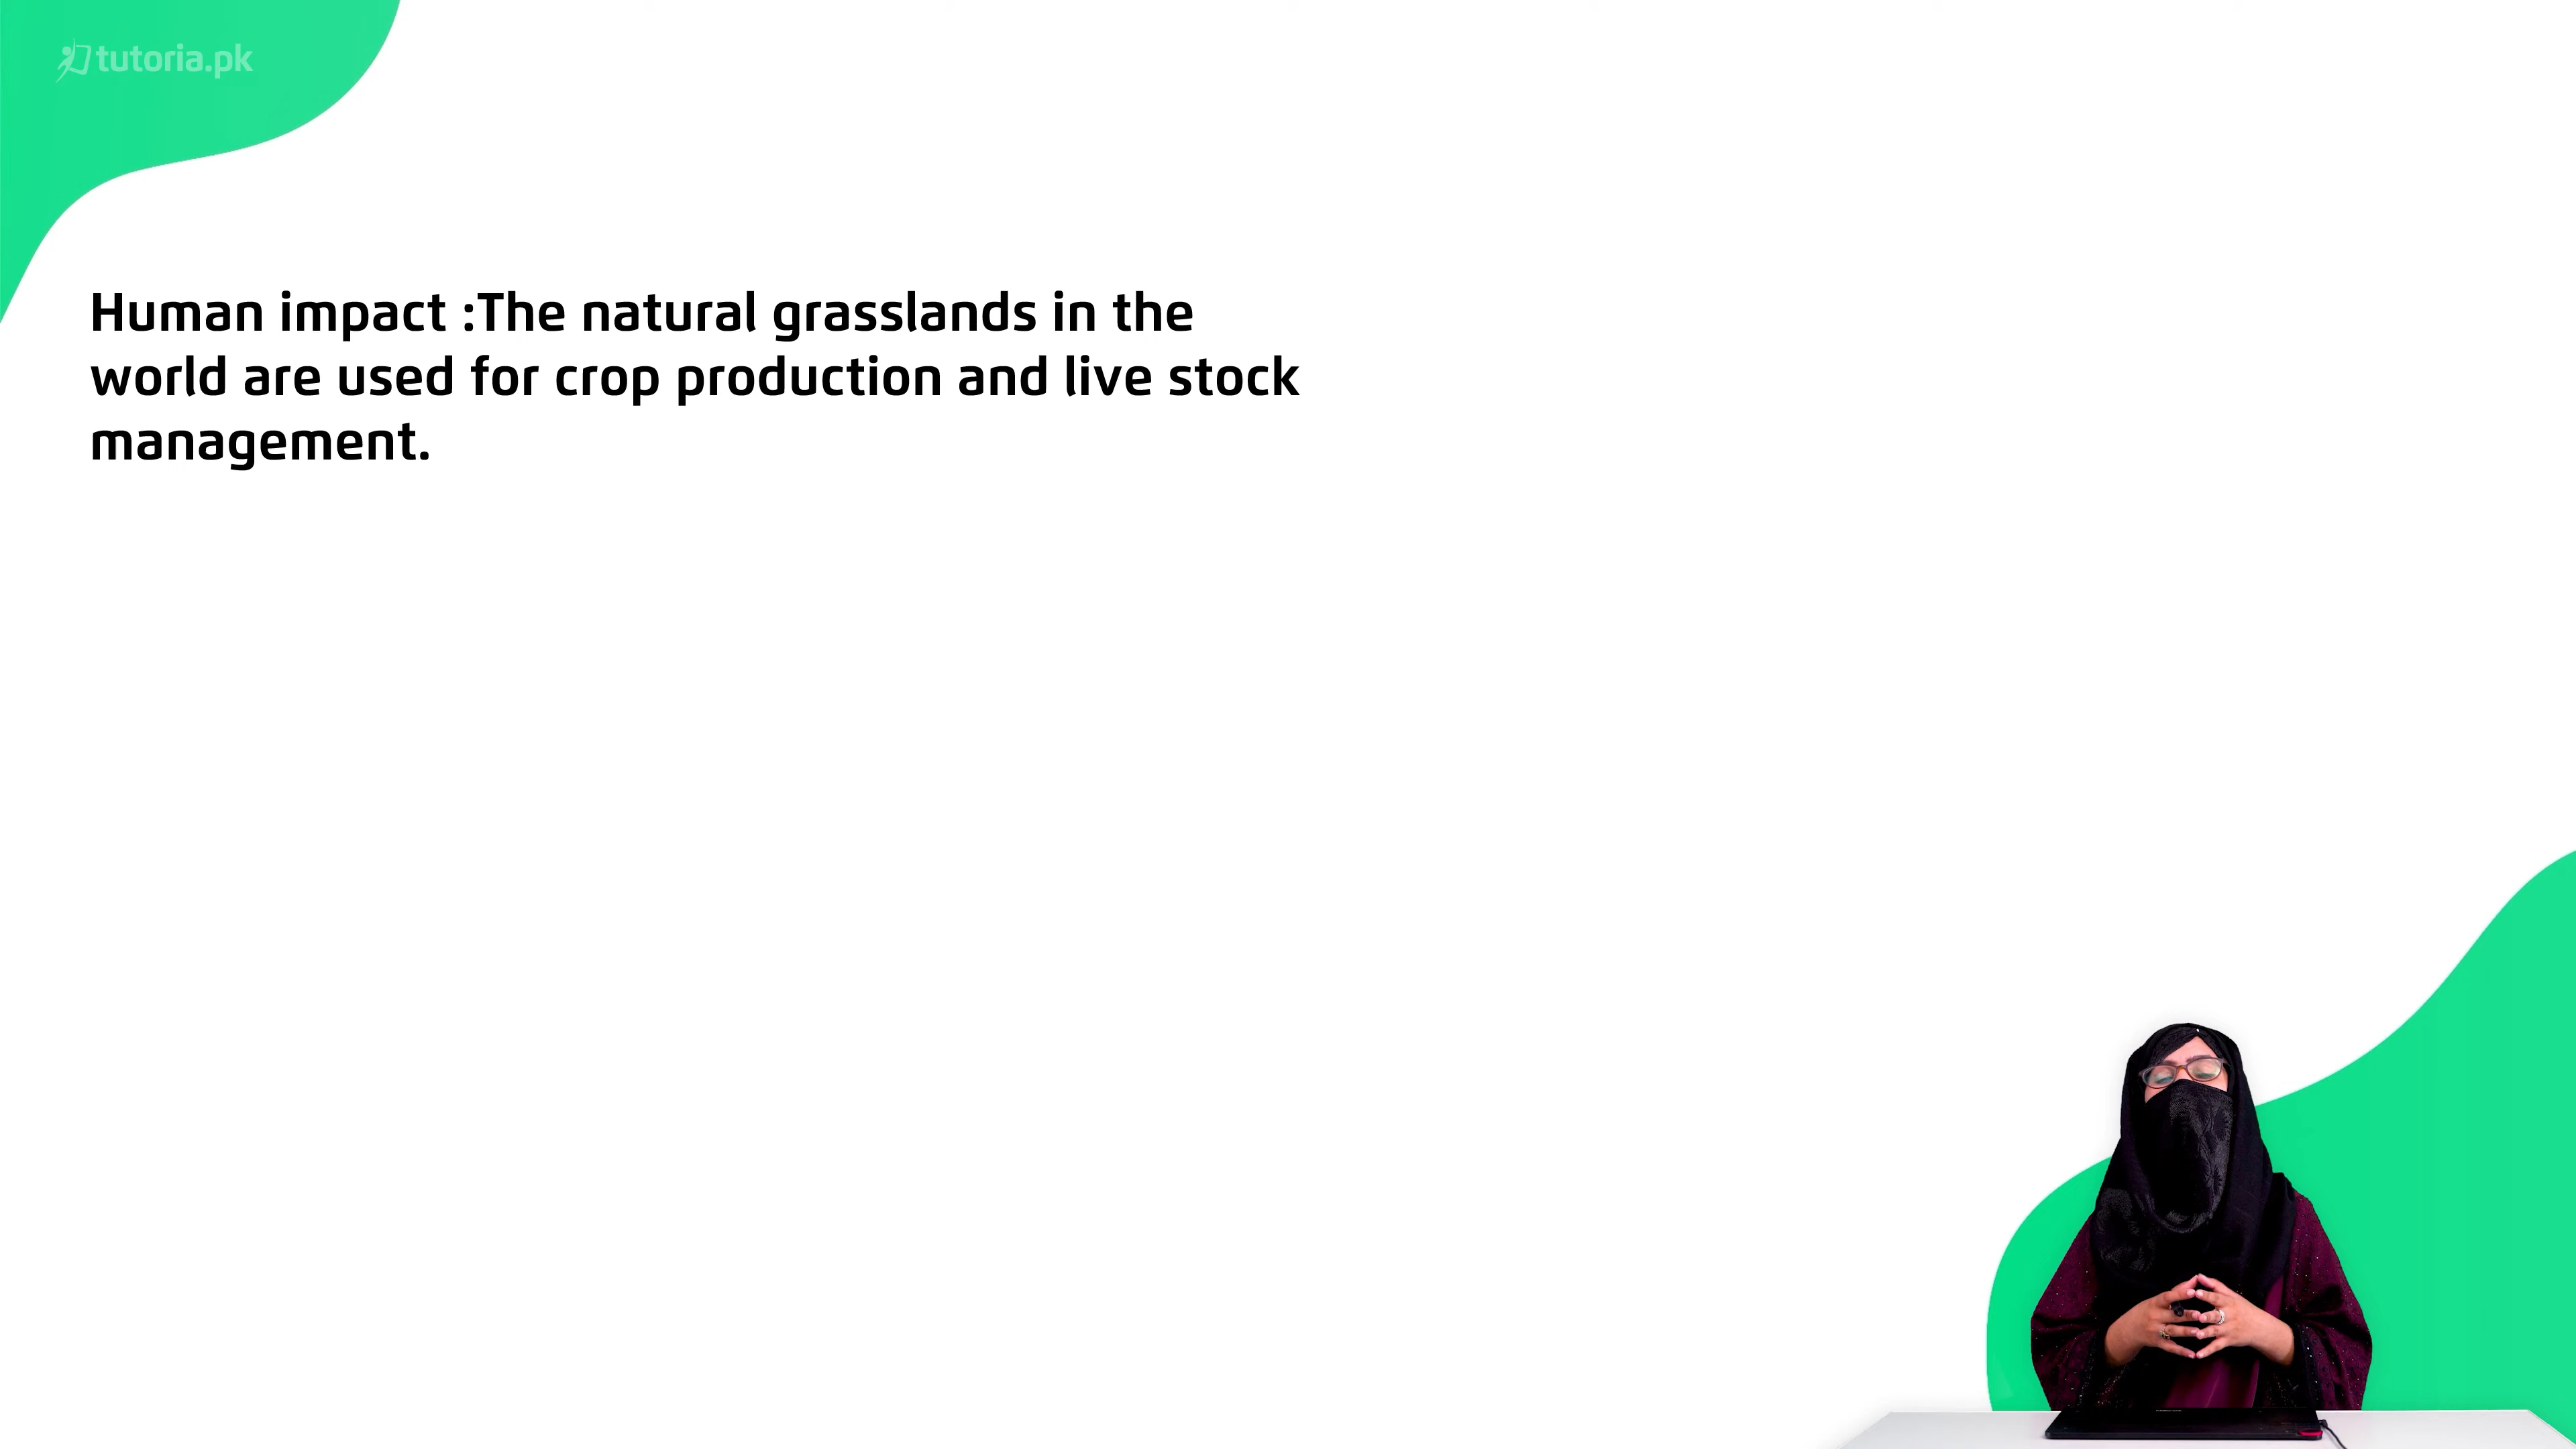 tutoria.pk
Human impact :The natural grasslands in the
world are used for crop production and live stock
management.